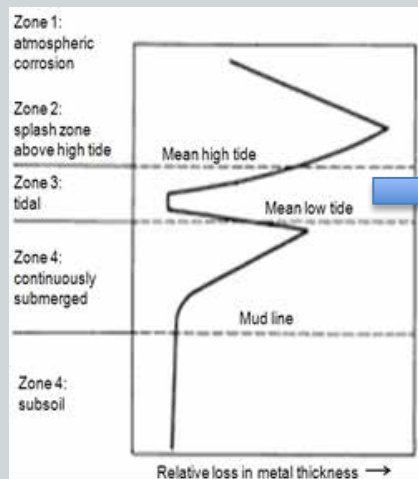 Zone 1:
atmospheric
corrosion
Zone 2:
splash zone
above high tide
Mean high tide
Zone 3:
tidal
Mean low tide
Zone 4:
continuously
submerged
Mud line
Zone 4:
subsoil
Relative loss in metal thickness →